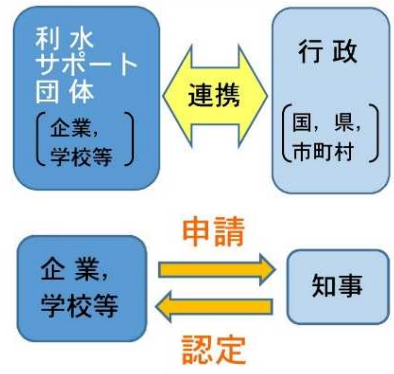 利水
サポート
団体
企業,
学校等
連携
行政
国, 県,
市町村
申請
企業,
学校等
知事
認定